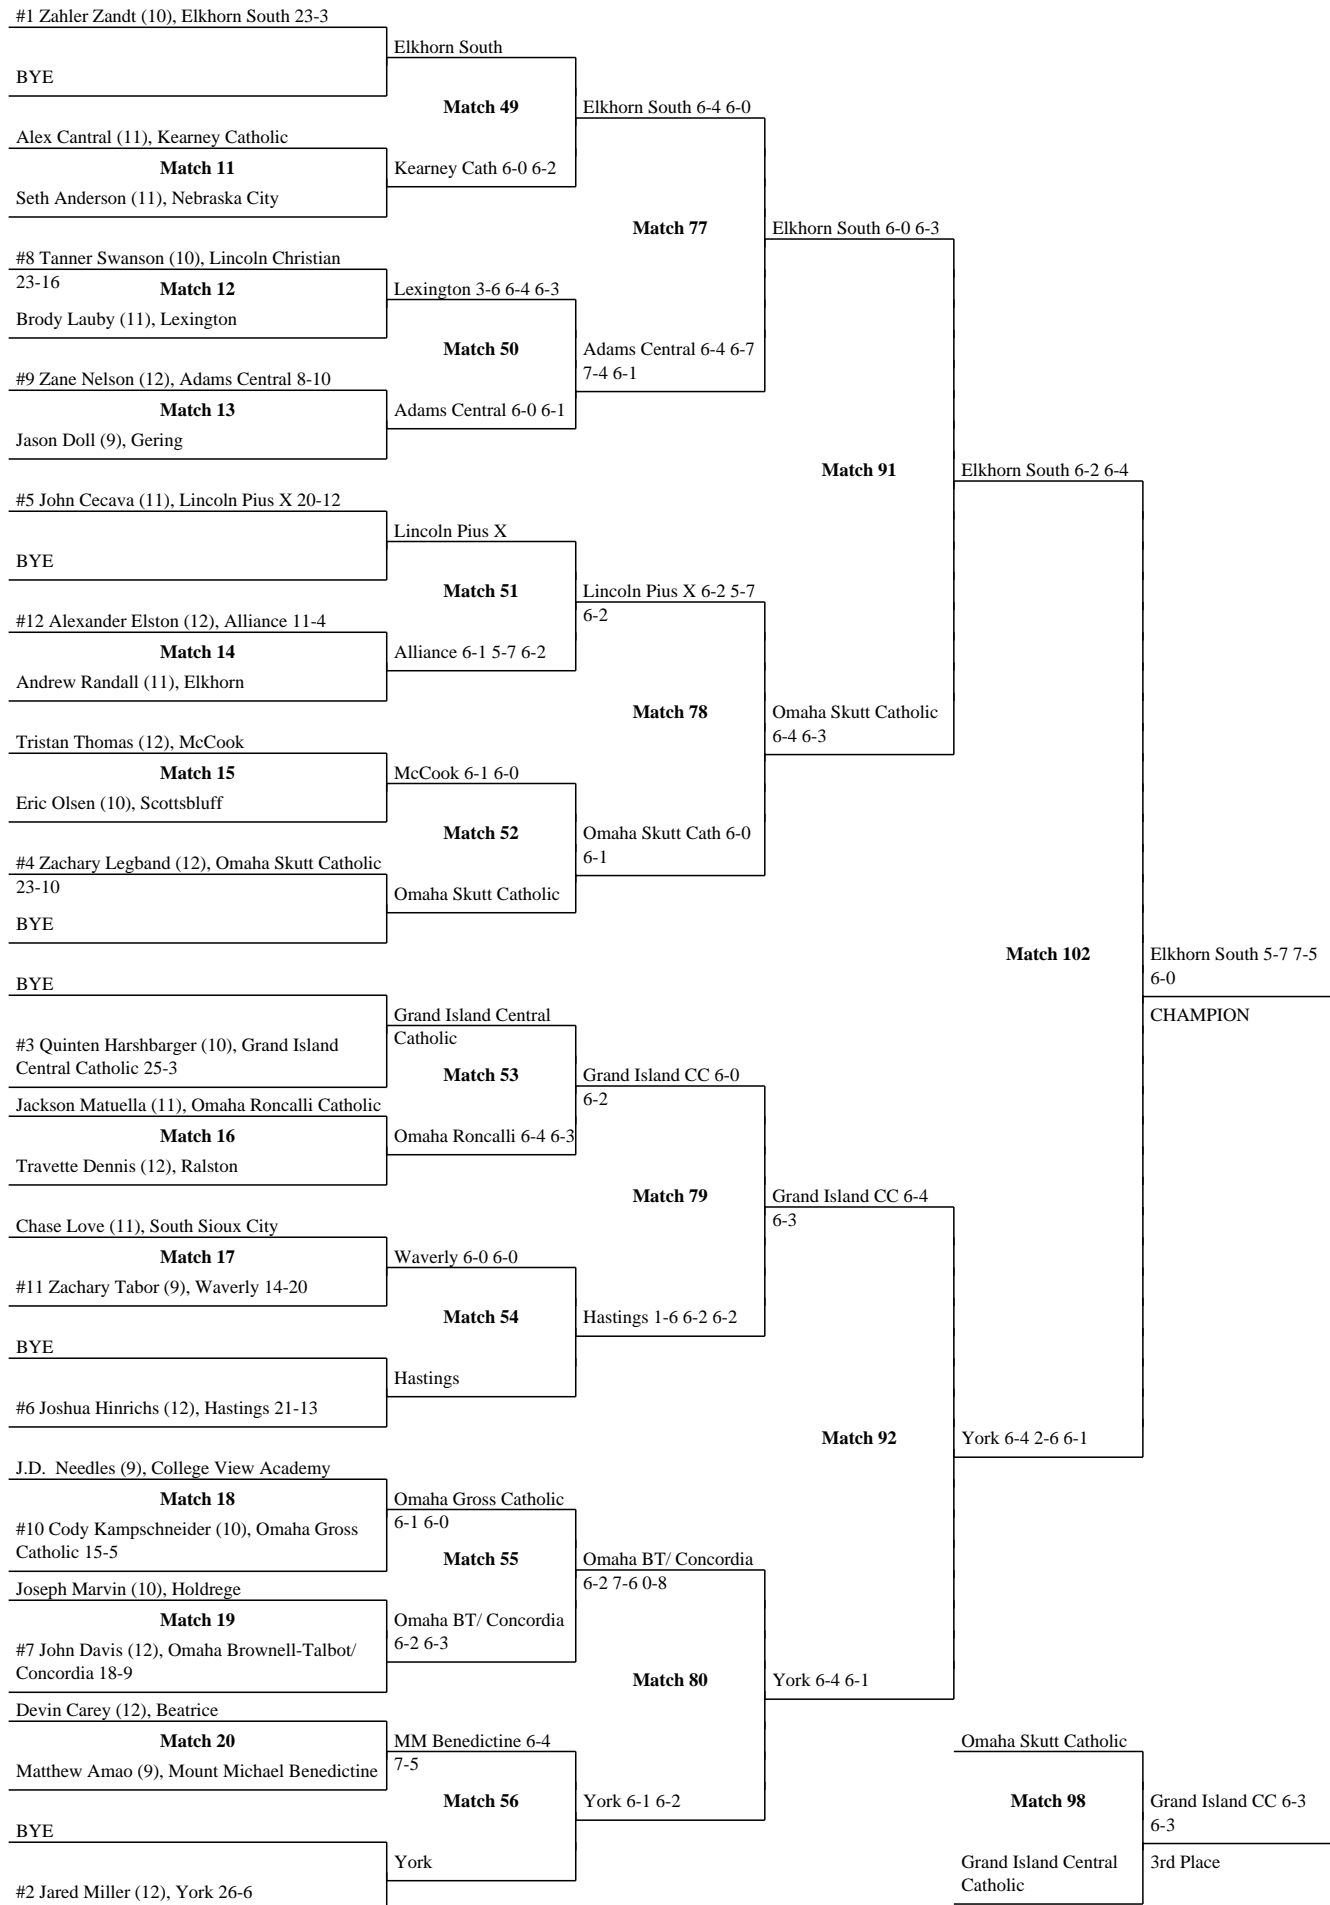 #1 Zahler Zandt (10), Elkhorn South 23-3
Elkhorn South
BYE
Match 49
Elkhorn South 6-4 6-0
Alex Cantral (11), Kearney Catholic
Match 11
Kearney Cath 6-0 6-2
Seth Anderson (11), Nebraska City
Match 77
Elkhorn South 6-0 6-3
#8 Tanner Swanson (10), Lincoln Christian
23-16
Match 12
Lexington 3-6 6-4 6-3
Brody Lauby (11), Lexington
Match 50
Adams Central 6-4 6-7
7-4 6-1
#9 Zane Nelson (12), Adams Central 8-10
Match 13
Adams Central 6-0 6-1
Jason Doll (9), Gering
Match 91
Elkhorn South 6-2 6-4
#5 John Cecava (11), Lincoln Pius X 20-12
Lincoln Pius X
BYE
Match 51
Lincoln Pius X 6-2 5-7
6-2
#12 Alexander Elston (12), Alliance 11-4
Match 14
Alliance 6-1 5-7 6-2
Andrew Randall (11), Elkhorn
Match 78
Omaha Skutt Catholic
6-4 6-3
Tristan Thomas (12), McCook
Match 15
McCook 6-1 6-0
Eric Olsen (10), Scottsbluff
Match 52
Omaha Skutt Cath 6-0
6-1
#4 Zachary Legband (12), Omaha Skutt Catholic
23-10
Omaha Skutt Catholic
BYE
Match 102
Elkhorn South 5-7 7-5
6-0
CHAMPION
BYE
Grand Island Central
Catholic
#3 Quinten Harshbarger (10), Grand Island
Central Catholic 25-3
Match 53
Grand Island CC 6-0
6-2
Jackson Matuella (11), Omaha Roncalli Catholic
Match 16
Omaha Roncalli 6-4 6-3
Travette Dennis (12), Ralston
Match 79
Grand Island CC 6-4
6-3
Chase Love (11), South Sioux City
Match 17
Waverly 6-0 6-0
#11 Zachary Tabor (9), Waverly 14-20
Match 54
Hastings 1-6 6-2 6-2
BYE
Hastings
#6 Joshua Hinrichs (12), Hastings 21-13
Match 92
York 6-4 2-6 6-1
J.D.  Needles (9), College View Academy
Match 18
Omaha Gross Catholic
6-1 6-0
#10 Cody Kampschneider (10), Omaha Gross
Catholic 15-5
Match 55
Omaha BT/ Concordia
6-2 7-6 0-8
Joseph Marvin (10), Holdrege
Match 19
Omaha BT/ Concordia
6-2 6-3
#7 John Davis (12), Omaha Brownell-Talbot/
Concordia 18-9
Match 80
York 6-4 6-1
Devin Carey (12), Beatrice
Match 20
MM Benedictine 6-4
7-5
Matthew Amao (9), Mount Michael Benedictine
Match 56
York 6-1 6-2
BYE
York
#2 Jared Miller (12), York 26-6
Omaha Skutt Catholic
Match 98
Grand Island CC 6-3
6-3
Grand Island Central
Catholic
3rd Place